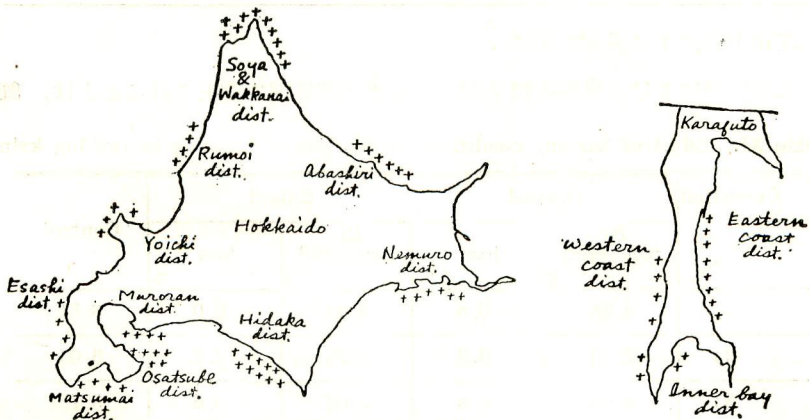 Soya
&
Wakkanai
dist.
Rumoi
dist.
Abashiri
dist.
Hokkaido
Yoichi
dist.
Nemuro
dist.
Esashi
dist.
Muroran
dist.
Hidaka
dist.
Osatsube
dist.
Matsumai
dist.
Karafuto
Western
coast
dist.
Eastern
coast
dist.
Inner bay
dist.